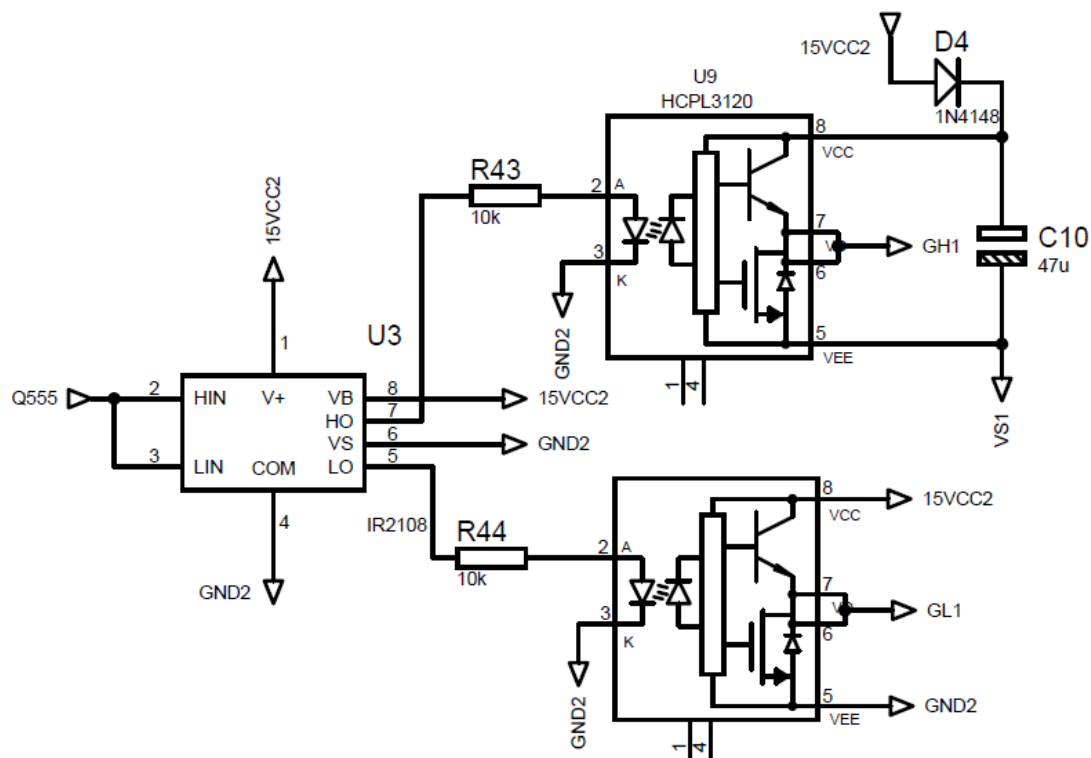 15VCC2
D4
1N4148
U9
HCPL3120
8
VCC
R43
10k
2
A
7
6
GH1
C10
47u
3
K
GND2
5
VEE
1
4
VS1
15VCC2
1
U3
Q555
2
HIN
V+
VB
8
15VCC2
HO
7
VS
6
GND2
3
LIN
COM
LO
5
4
GND2
IR2108
R44
10k
8
VCC
15VCC2
2
A
7
6
GL1
3
K
GND2
5
VEE
GND2
1
4